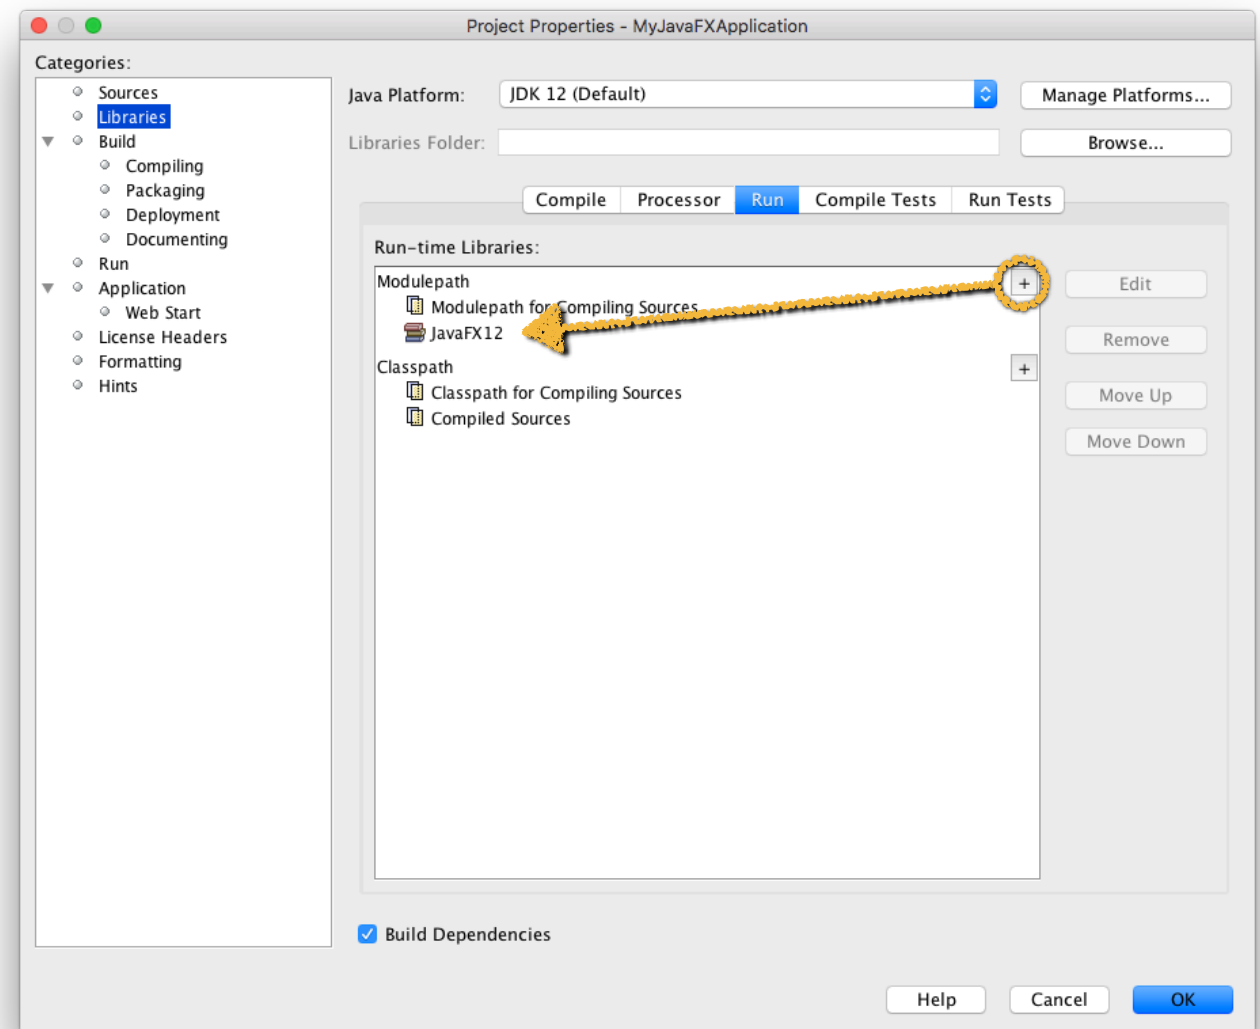 Project Properties - MyJavaFXApplication
Categories:
Sources
Libraries
Build
Compiling
Packaging
Deployment
Documenting
Run
Application
Web Start
License Headers
Formatting
Hints
Java Platform: JDK 12 (Default) Manage Platforms...
Libraries Folder: Browse...
Compile Processor Run Compile Tests Run Tests
Run-time Libraries:
Modulepath +
Modulepath for Compiling Sources
JavaFX12
Classpath +
Classpath for Compiling Sources
Compiled Sources
Edit
Remove
Move Up
Move Down
Build Dependencies
Help Cancel OK